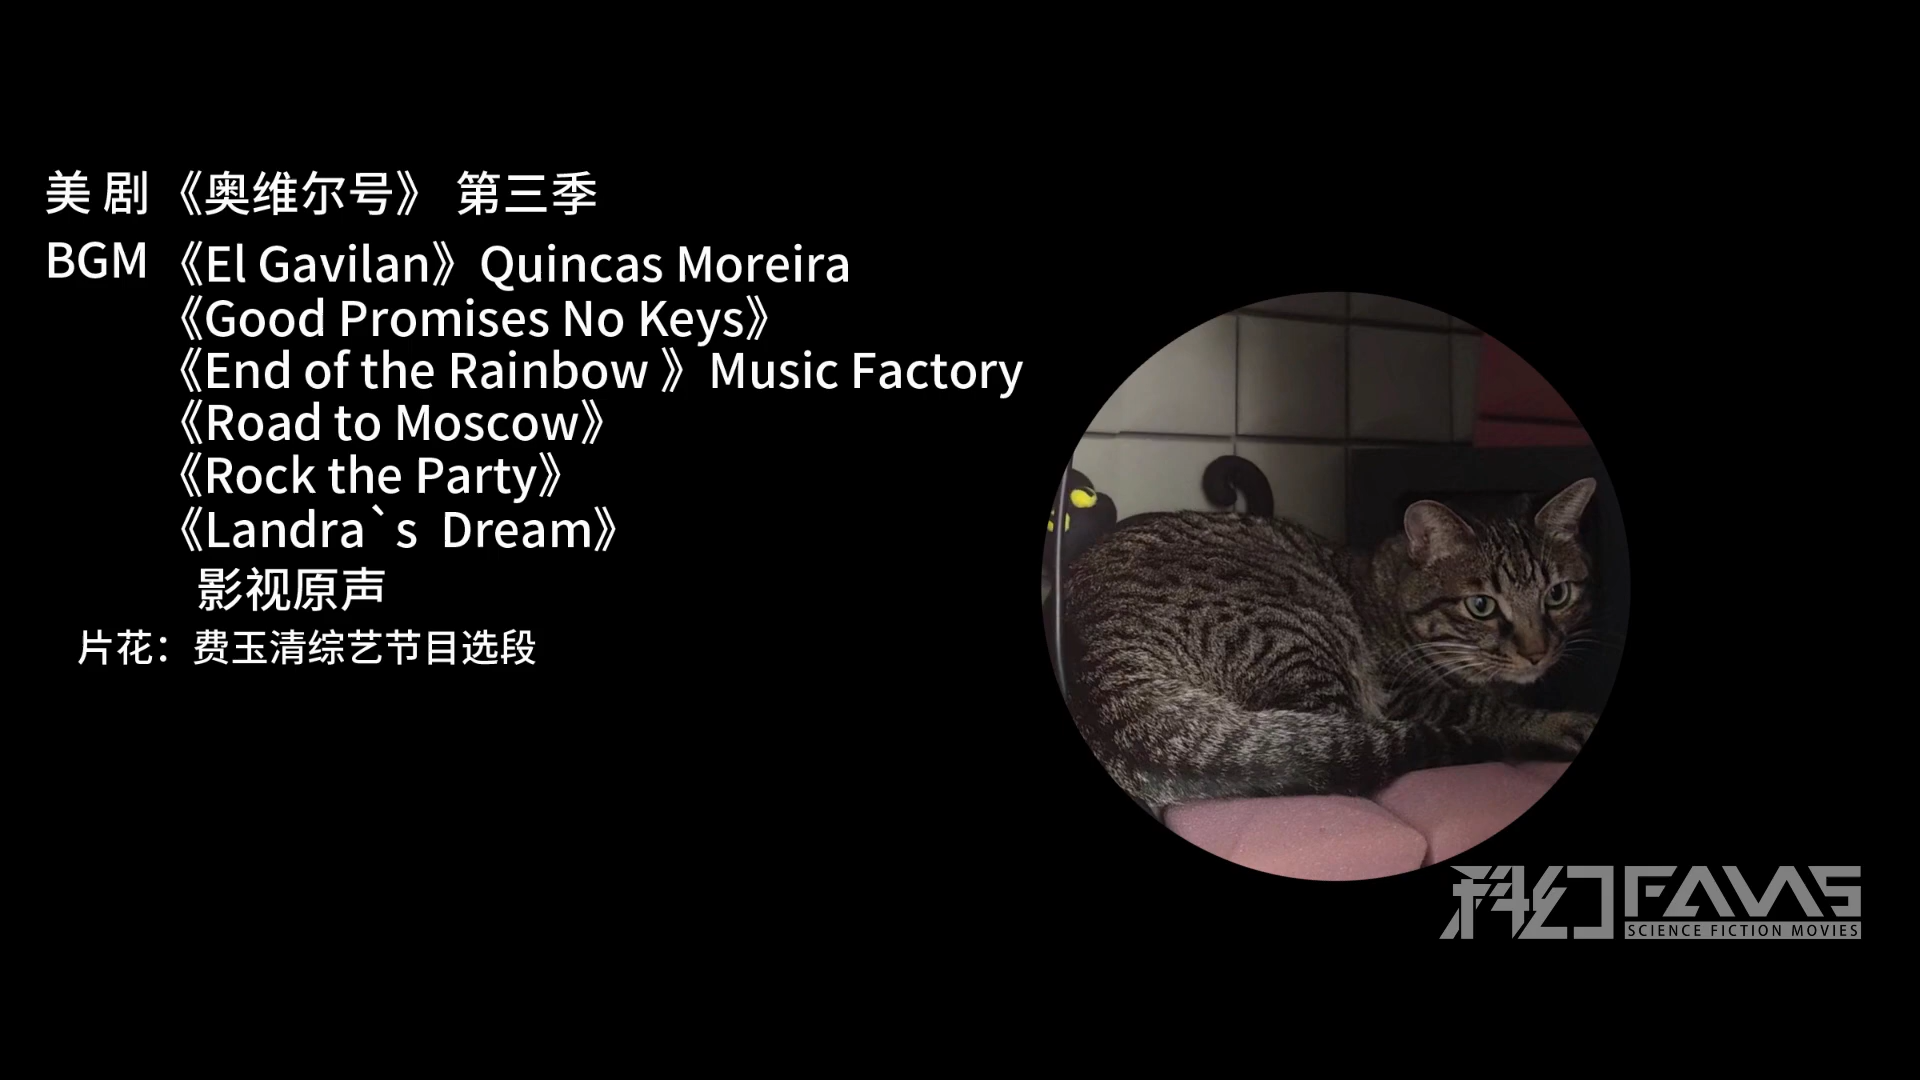 美 剧 《奥维尔号》 第三季
BGM 《El Gavilan》Quincas Moreira
《Good Promises No Keys》
《End of the Rainbow 》Music Factory
《Road to Moscow》
《Rock the Party》
《Landra`s Dream》
影视原声
片花：费玉清综艺节目选段
科幻FANS
SCIENCE FICTION MOVIES